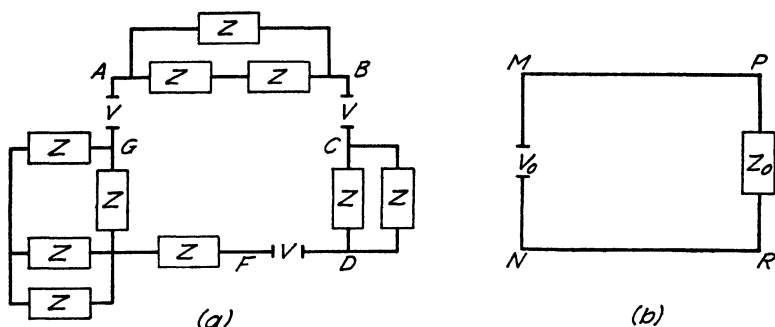 Z
A Z Z B
V V
Z G C
Z Z Z
Z Z F V D
Z
(a)
M P
V₀ Z₀
N R
(b)